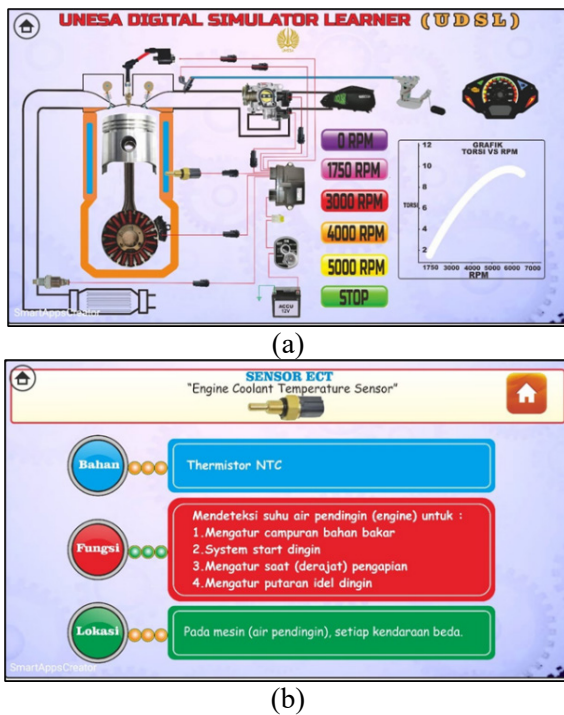 UNESA DIGITAL SIMULATOR LEARNER (UDSL)
0 RPM
1750 RPM
3000 RPM
4000 RPM
5000 RPM
STOP
GRAFIK
TORSI VS RPM
12
10
8
TORSI
6
4
2
1750 3000 4000 5000 6000 7000
RPM
ACCU
12V
SmartAppsCreator
(a)
SENSOR ECT
"Engine Coolant Temperature Sensor"
Bahan
Thermistor NTC
Fungsi
Mendeteksi suhu air pendingin (engine) untuk :
1.Mengatur campuran bahan bakar
2.System start dingin
3.Mengatur saat (derajat) pengapian
4.Mengatur putaran idel dingin
Lokasi
Pada mesin (air pendingin), setiap kendaraan beda.
SmartAppsCreator
(b)